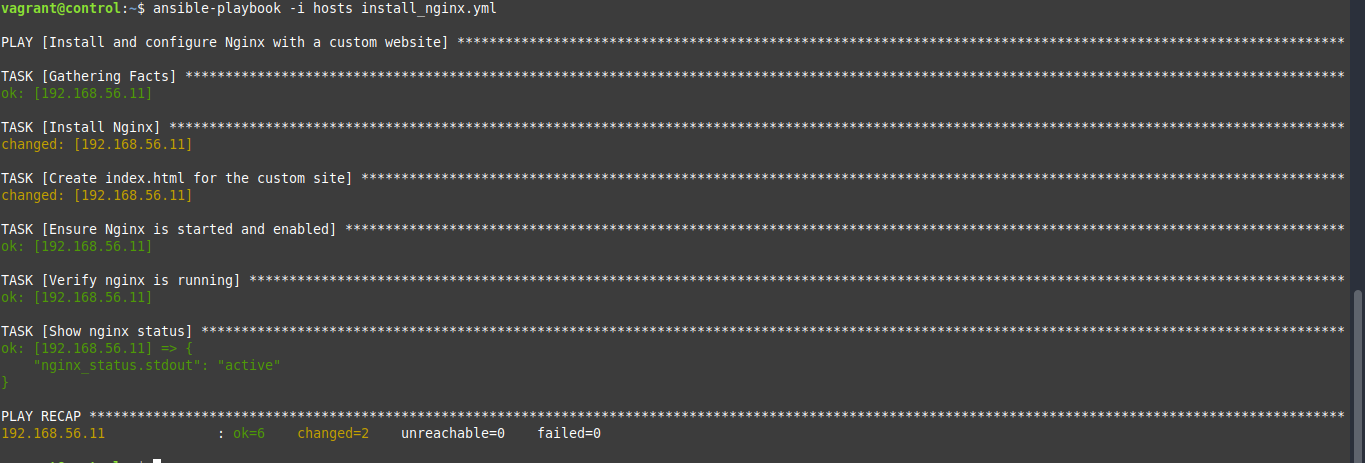 vagrant@control:~$ ansible-playbook -i hosts install_nginx.yml
PLAY [Install and configure Nginx with a custom website] ***************************************************************************************************************
TASK [Gathering Facts] *************************************************************************************************************************************************
ok: [192.168.56.11]
TASK [Install Nginx] ***************************************************************************************************************************************************
changed: [192.168.56.11]
TASK [Create index.html for the custom site] ***************************************************************************************************************************
changed: [192.168.56.11]
TASK [Ensure Nginx is started and enabled] *****************************************************************************************************************************
ok: [192.168.56.11]
TASK [Verify nginx is running] *****************************************************************************************************************************************
ok: [192.168.56.11]
TASK [Show nginx status] ***********************************************************************************************************************************************
ok: [192.168.56.11] => {
    "nginx_status.stdout": "active"
}
PLAY RECAP *************************************************************************************************************************************************************
192.168.56.11              : ok=6    changed=2    unreachable=0    failed=0